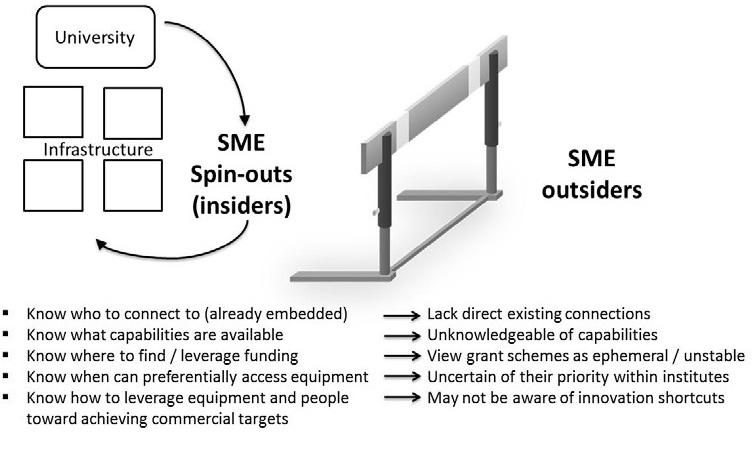 University
Infrastructure
SME
Spin-outs
(insiders)
SME
outsiders
▪ Know who to connect to (already embedded)
▪ Know what capabilities are available
▪ Know where to find / leverage funding
▪ Know when can preferentially access equipment
▪ Know how to leverage equipment and people
toward achieving commercial targets
Lack direct existing connections
Unknowledgeable of capabilities
View grant schemes as ephemeral / unstable
Uncertain of their priority within institutes
May not be aware of innovation shortcuts